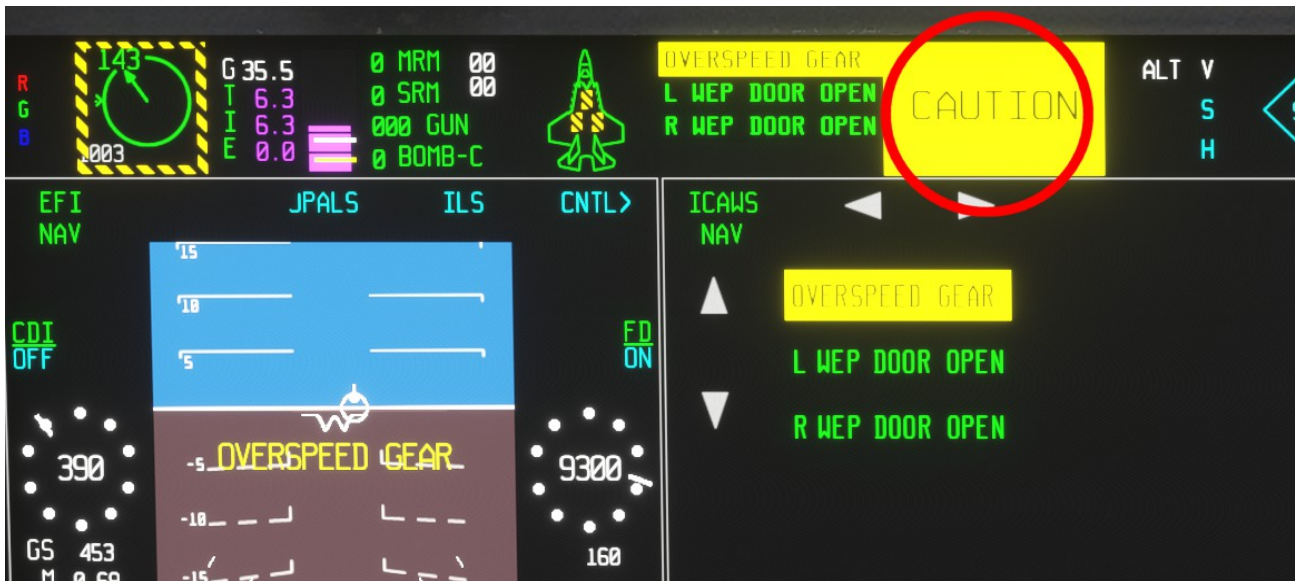 143
1003
R
G
B
G 35.5
T 6.3
I 6.3
E 0.0
0 MRM 00
0 SRM 00
000 GUN
0 BOMB-C
OVERSPEED GEAR
L WEP DOOR OPEN
R WEP DOOR OPEN
CAUTION
ALT V
S
H
EFI
NAV
JPALS
ILS
CNTL>
15
10
5
CDI
OFF
FD
ON
390
OVERSPEED GEAR
-5
-10
-15
9300
160
GS 453
M 0.69
ICAWS
NAV
OVERSPEED GEAR
L WEP DOOR OPEN
R WEP DOOR OPEN